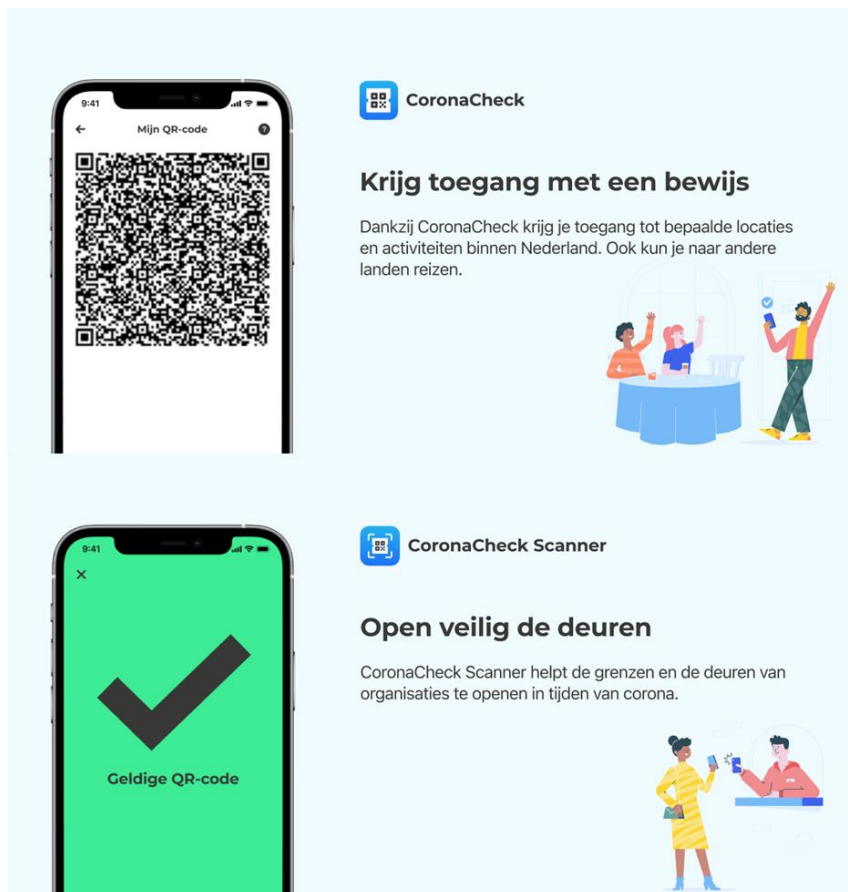 9:41
Mijn QR-code
?
CoronaCheck
Krijg toegang met een bewijs
Dankzij CoronaCheck krijg je toegang tot bepaalde locaties
en activiteiten binnen Nederland. Ook kun je naar andere
landen reizen.
9:41
Geldige QR-code
CoronaCheck Scanner
Open veilig de deuren
CoronaCheck Scanner helpt de grenzen en de deuren van
organisaties te openen in tijden van corona.